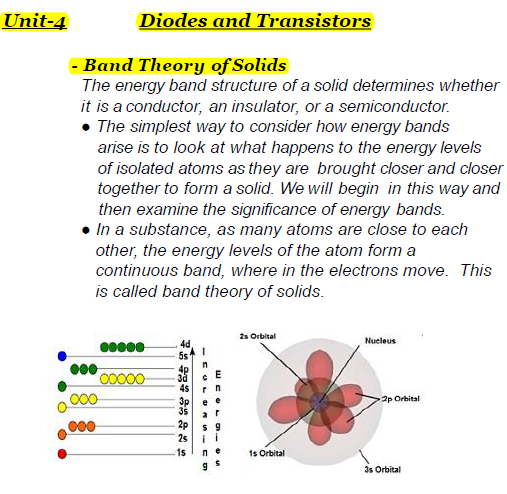 Unit-4 Diodes and Transistors
- Band Theory of Solids
The energy band structure of a solid determines whether
it is a conductor, an insulator, or a semiconductor.
● The simplest way to consider how energy bands
arise is to look at what happens to the energy levels
of isolated atoms as they are brought closer and closer
together to form a solid. We will begin in this way and
then examine the significance of energy bands.
● In a substance, as many atoms are close to each
other, the energy levels of the atom form a
continuous band, where in the electrons move. This
is called band theory of solids.
4d
5s
4p
3d
4s
3p
3s
2p
2s
1s
Increasing
Energies
2s Orbital
Nucleus
2p Orbital
1s Orbital
3s Orbital